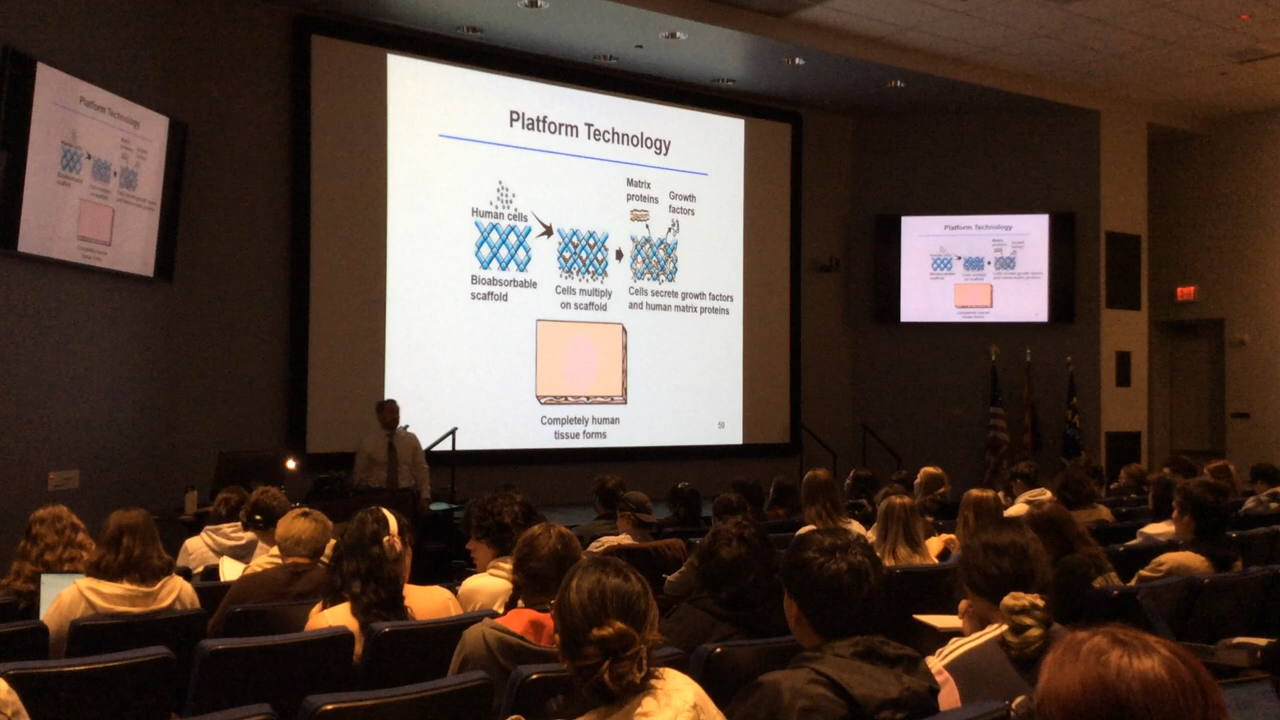 Platform Technology
Matrix
proteins
Growth
factors
Human cells
Bioabsorbable
scaffold
Cells multiply
on scaffold
Cells secrete growth factors
and human matrix proteins
Completely human
tissue forms
59
Platform Technology
Platform Technology